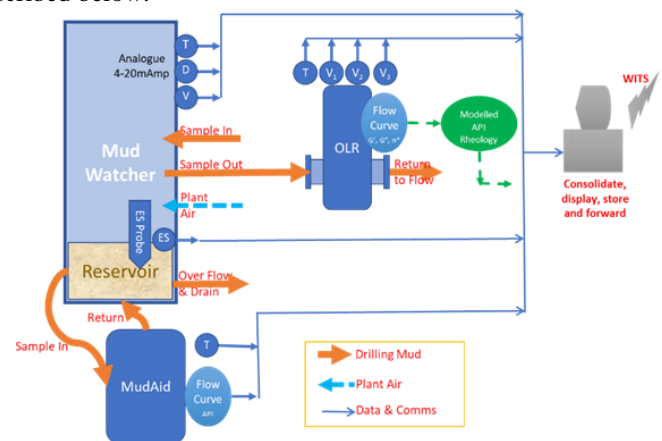 cribed below.
T
Analogue
4-20mAmp
D
V
T
V₁
V₂
V₃
WITS
Sample In
OLR
Flow
Curve
G', G", n*
Modelled
API
Rheology
Mud
Watcher
Sample Out
Return
to Flow
Consolidate,
display, store
and forward
Plant
Air
ES Probe
ES
Reservoir
Over Flow
& Drain
Return
Sample In
T
MudAid
Flow
Curve
API
Drilling Mud
Plant Air
Data & Comms